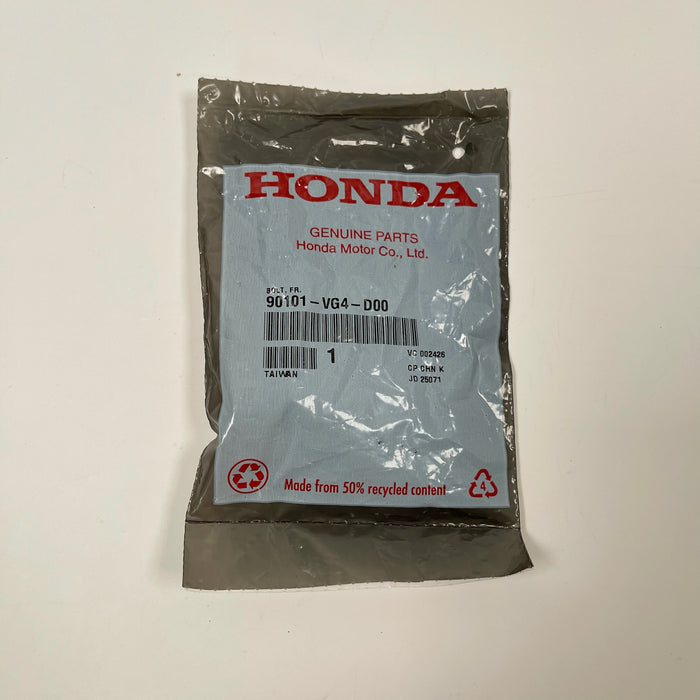 HONDA
GENUINE PARTS
Honda Motor Co., Ltd.
BOLT, FR.
90101-VG4-D00
1
VC 002426
TAIWAN
CP CHN K
JD 25071
Made from 50% recycled content
4